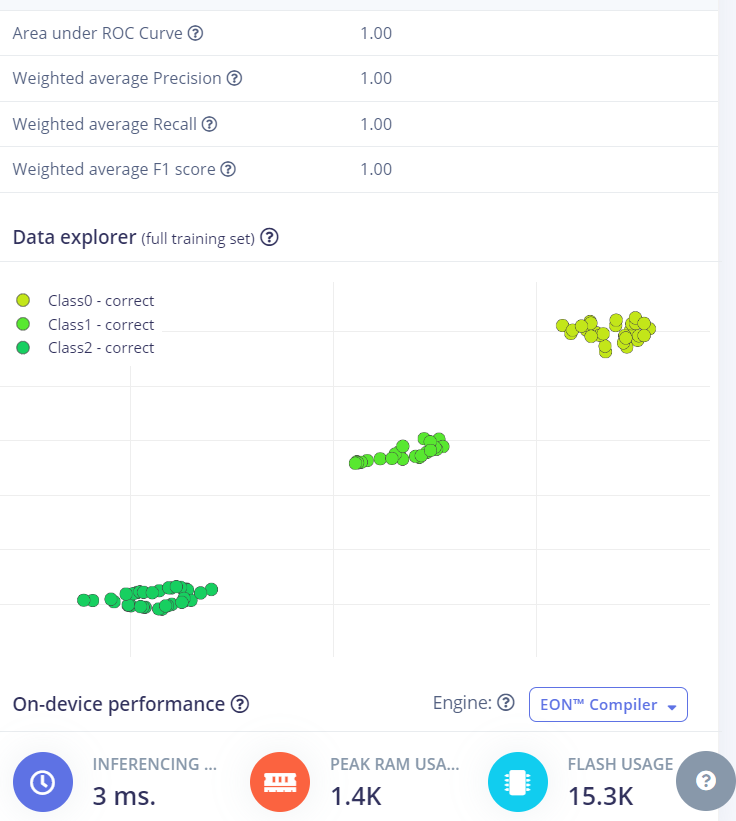 Area under ROC Curve ? 1.00
Weighted average Precision ? 1.00
Weighted average Recall ? 1.00
Weighted average F1 score ? 1.00
Data explorer (full training set) ?
Class0 - correct
Class1 - correct
Class2 - correct
On-device performance ? Engine: ? EON™ Compiler
INFERENCING ... PEAK RAM USA... FLASH USAGE ?
3 ms. 1.4K 15.3K